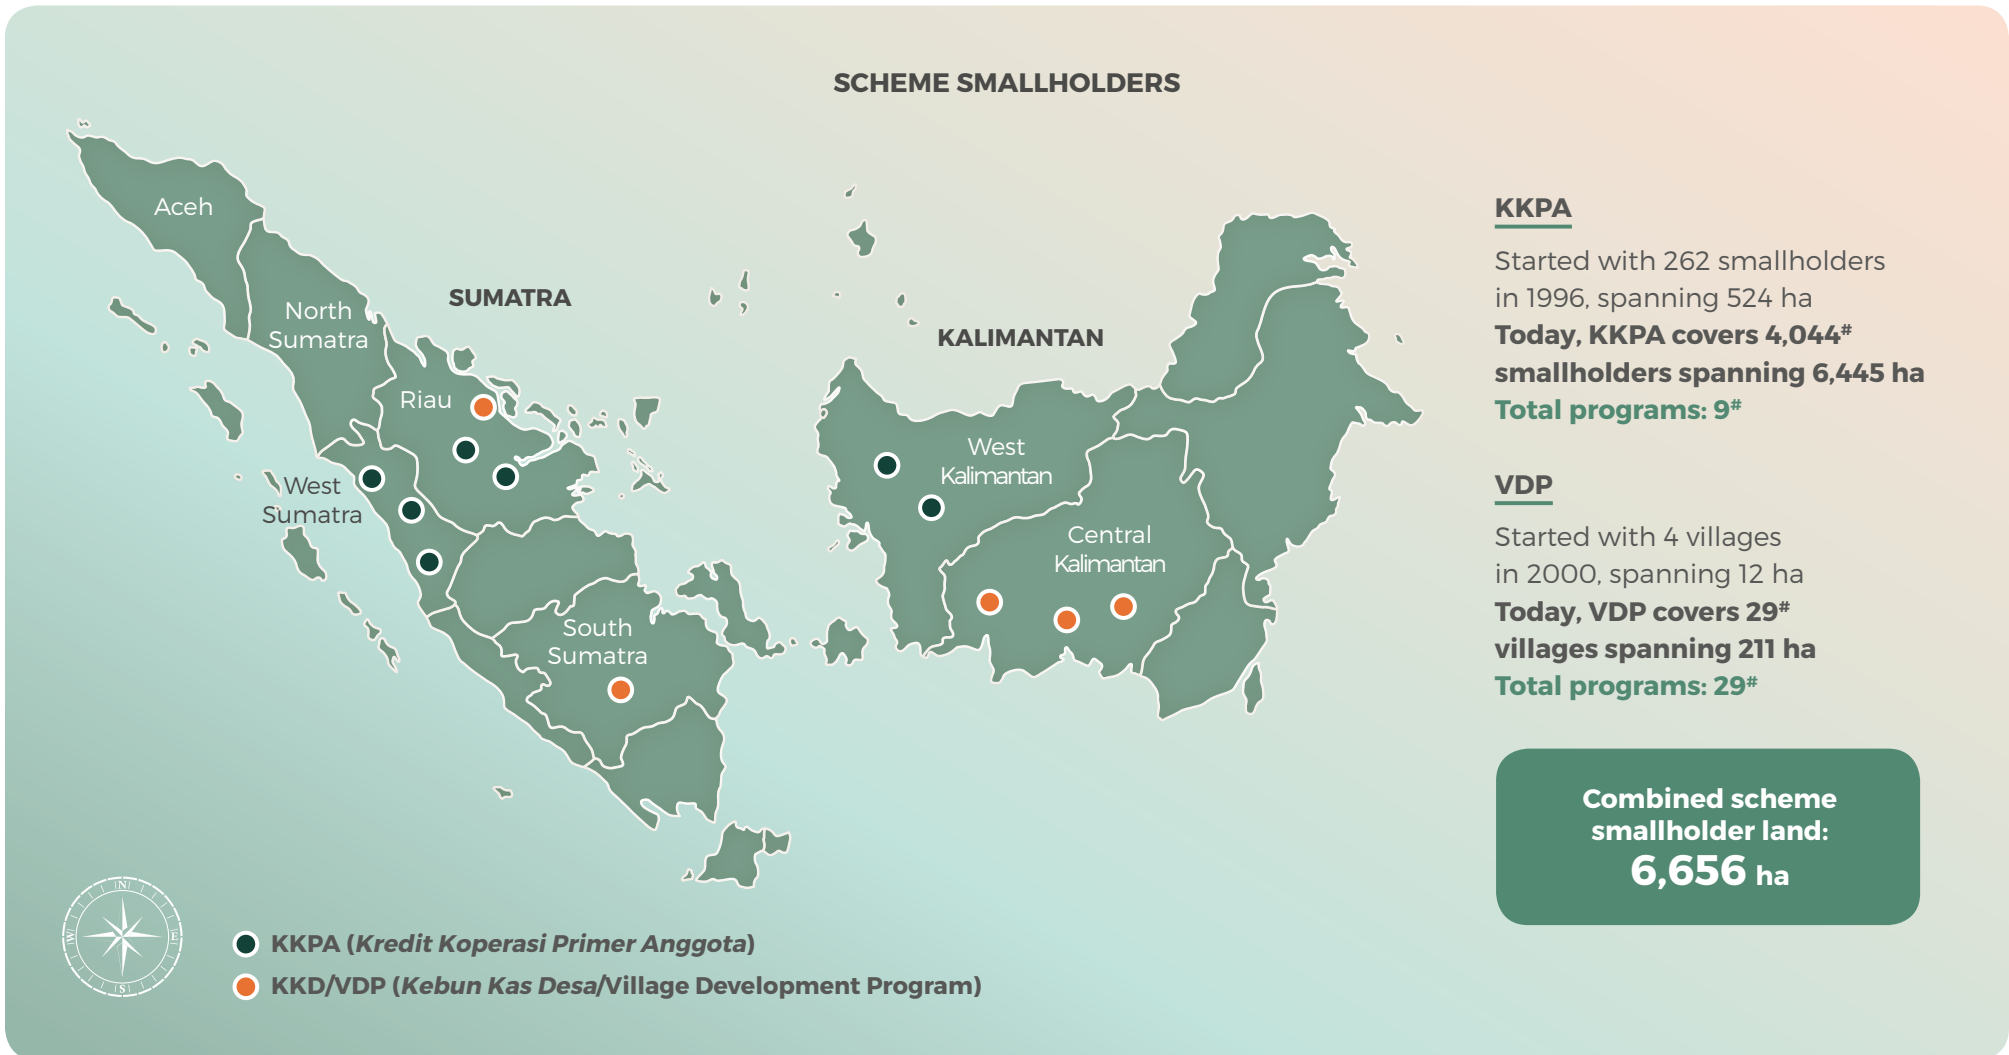 SCHEME SMALLHOLDERS
Aceh
North
Sumatra
SUMATRA
Riau
West
Sumatra
South
Sumatra
KALIMANTAN
West
Kalimantan
Central
Kalimantan
KKPA
Started with 262 smallholders
in 1996, spanning 524 ha
Today, KKPA covers 4,044#
smallholders spanning 6,445 ha
Total programs: 9#
VDP
Started with 4 villages
in 2000, spanning 12 ha
Today, VDP covers 29#
villages spanning 211 ha
Total programs: 29#
Combined scheme
smallholder land:
6,656 ha
N
W
E
S
KKPA (Kredit Koperasi Primer Anggota)
KKD/VDP (Kebun Kas Desa/Village Development Program)